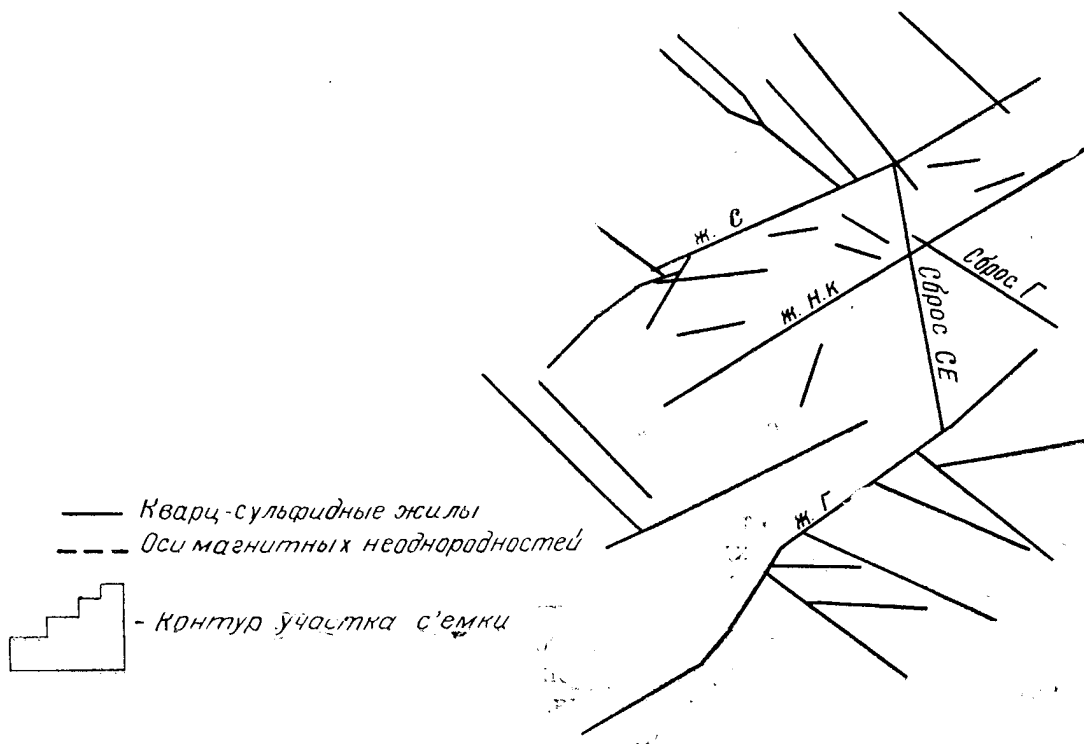 ж. С
ж. Н.К
Сброс Г
Сброс СЕ
ж. Г
Кварц-сульфидные жилы
Оси магнитных неоднородностей
- Контур участка с'емки